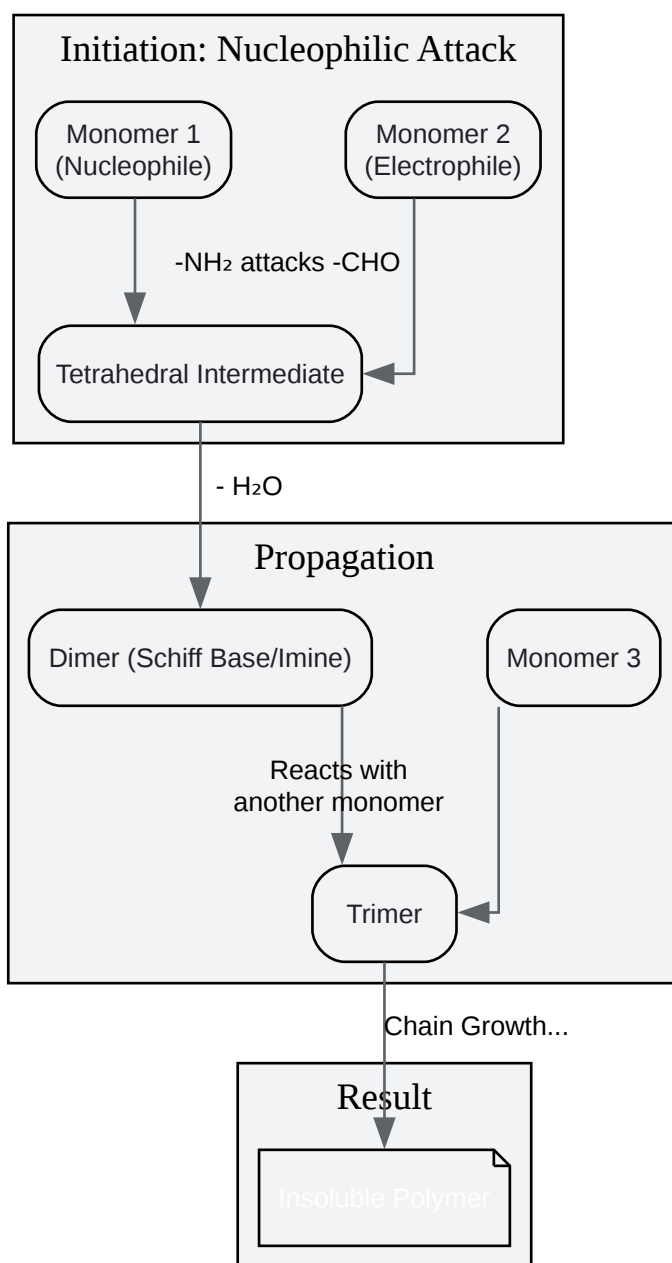 Initiation: Nucleophilic Attack
Monomer 1
(Nucleophile)
Monomer 2
(Electrophile)
-NH₂ attacks -CHO
Tetrahedral Intermediate
- H₂O
Propagation
Dimer (Schiff Base/Imine)
Monomer 3
Reacts with
another monomer
Trimer
Chain Growth...
Result
Insoluble Polymer